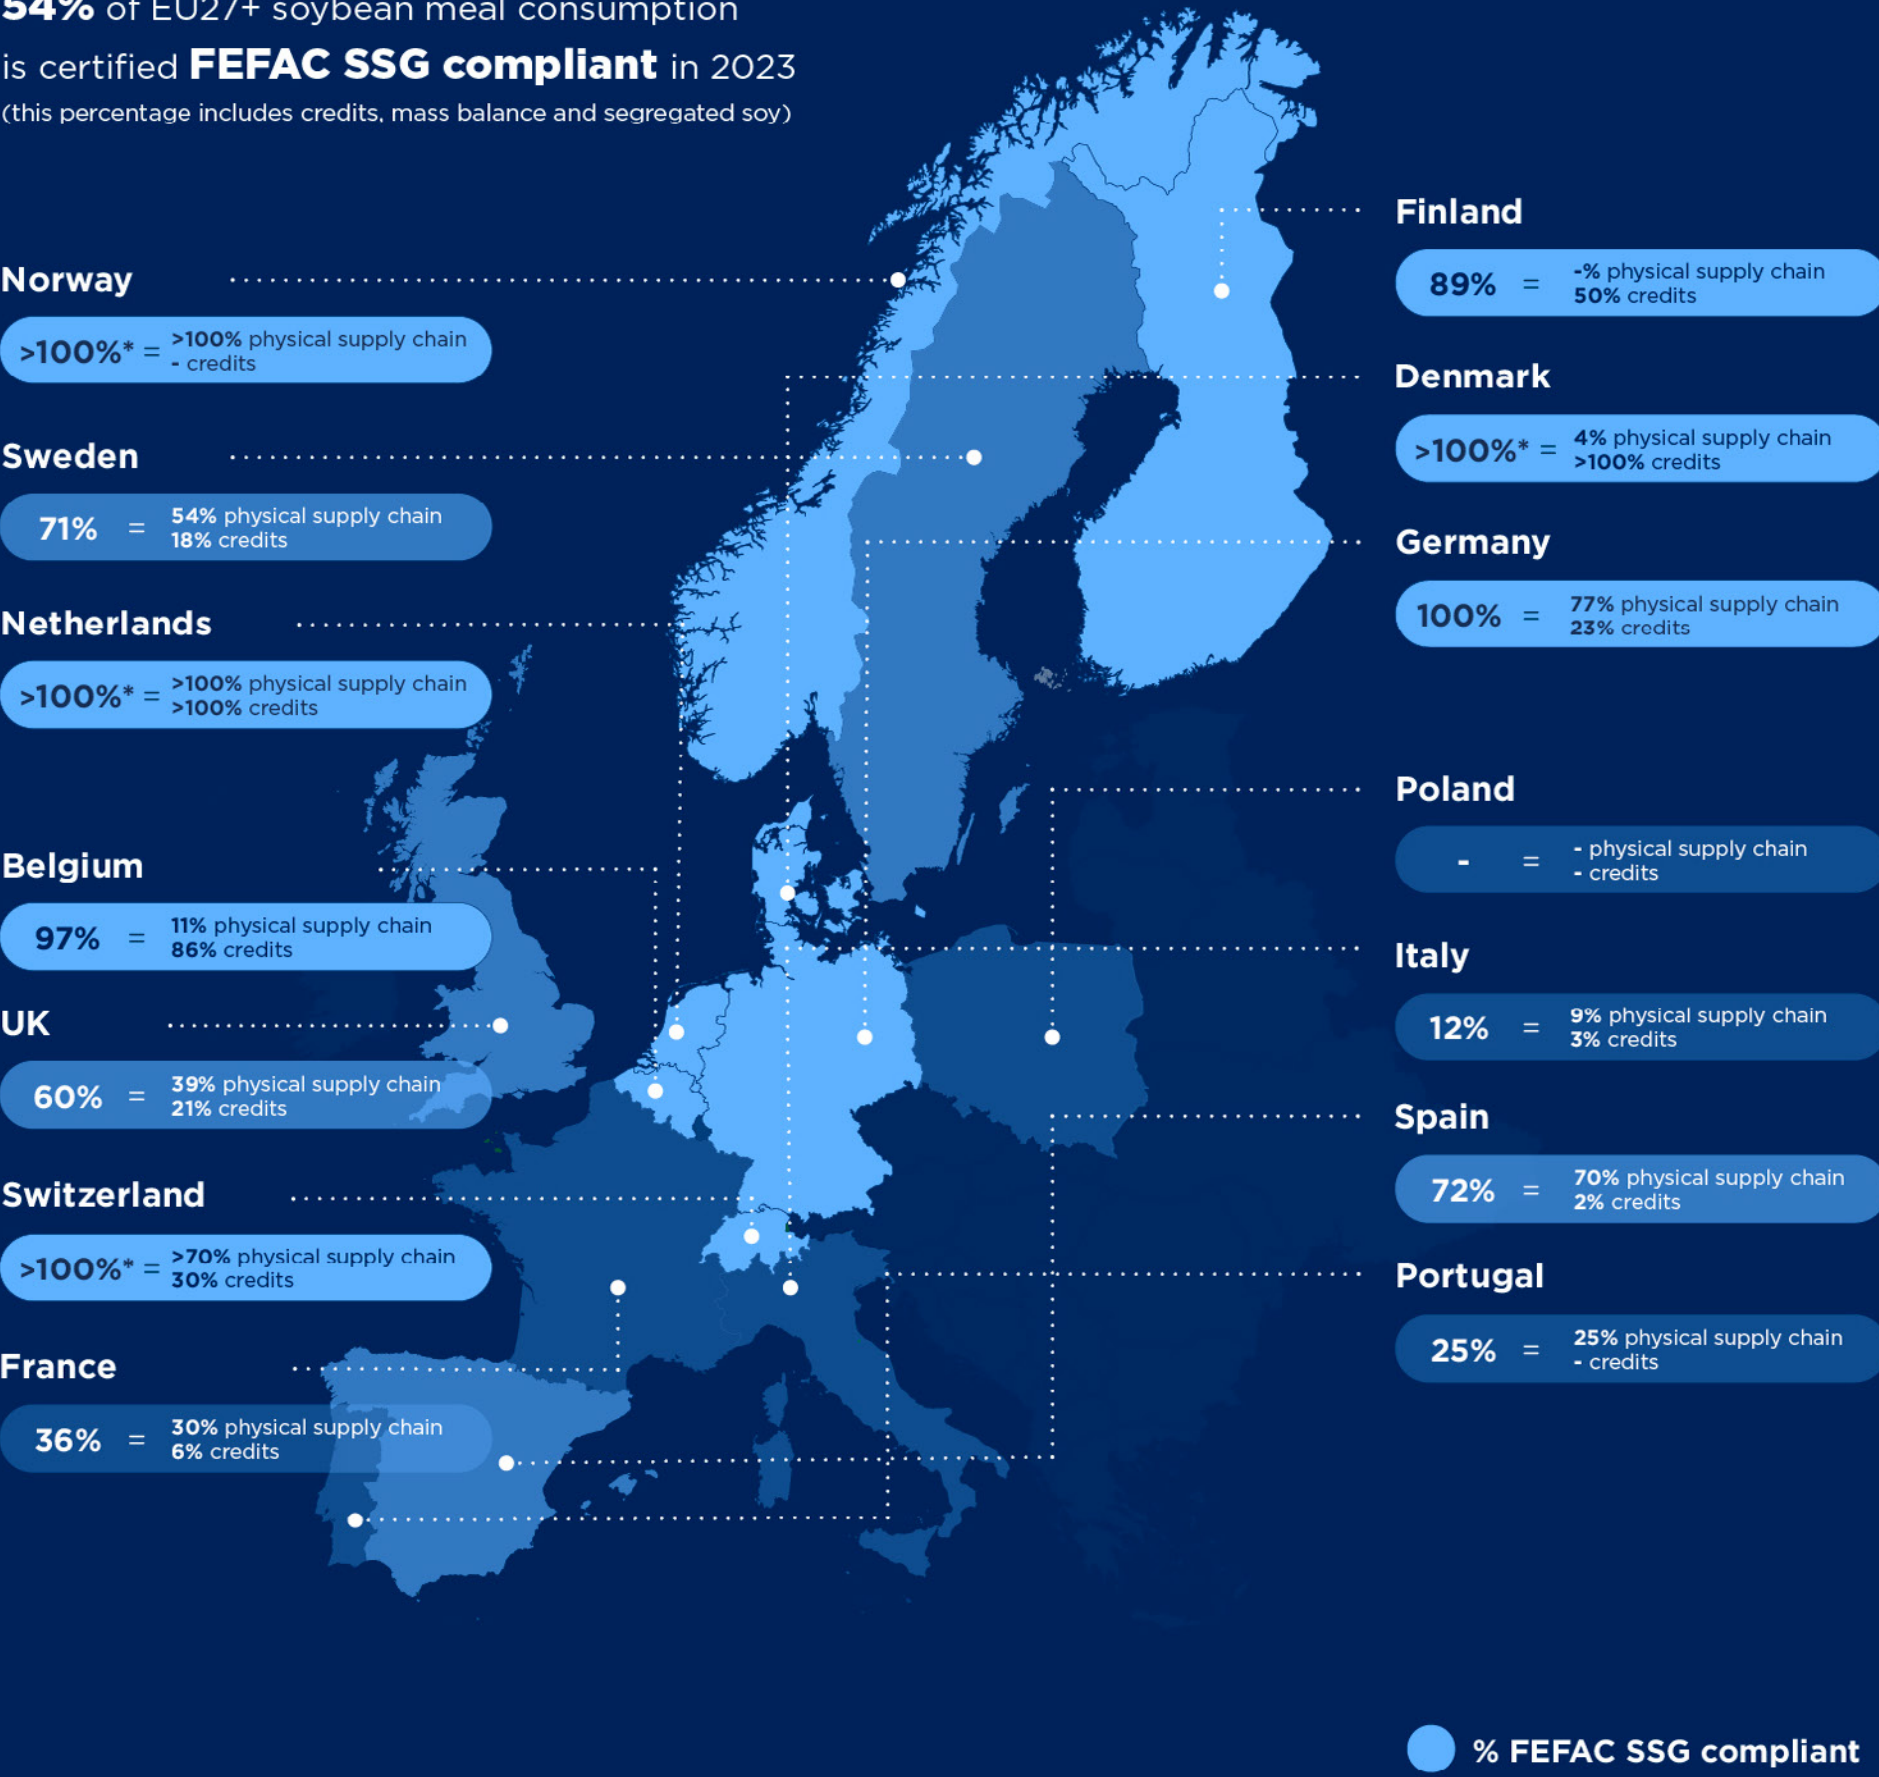 54% of EU27+ soybean meal consumption
is certified FEFAC SSG compliant in 2023
(this percentage includes credits, mass balance and segregated soy)
Norway
>100%* = >100% physical supply chain
- credits
Sweden
71% = 54% physical supply chain
18% credits
Netherlands
>100%* = >100% physical supply chain
>100% credits
Belgium
97% = 11% physical supply chain
86% credits
UK
60% = 39% physical supply chain
21% credits
Switzerland
>100%* = >70% physical supply chain
30% credits
France
36% = 30% physical supply chain
6% credits
Finland
89% = -% physical supply chain
50% credits
Denmark
>100%* = 4% physical supply chain
>100% credits
Germany
100% = 77% physical supply chain
23% credits
Poland
- = - physical supply chain
- credits
Italy
12% = 9% physical supply chain
3% credits
Spain
72% = 70% physical supply chain
2% credits
Portugal
25% = 25% physical supply chain
- credits
% FEFAC SSG compliant